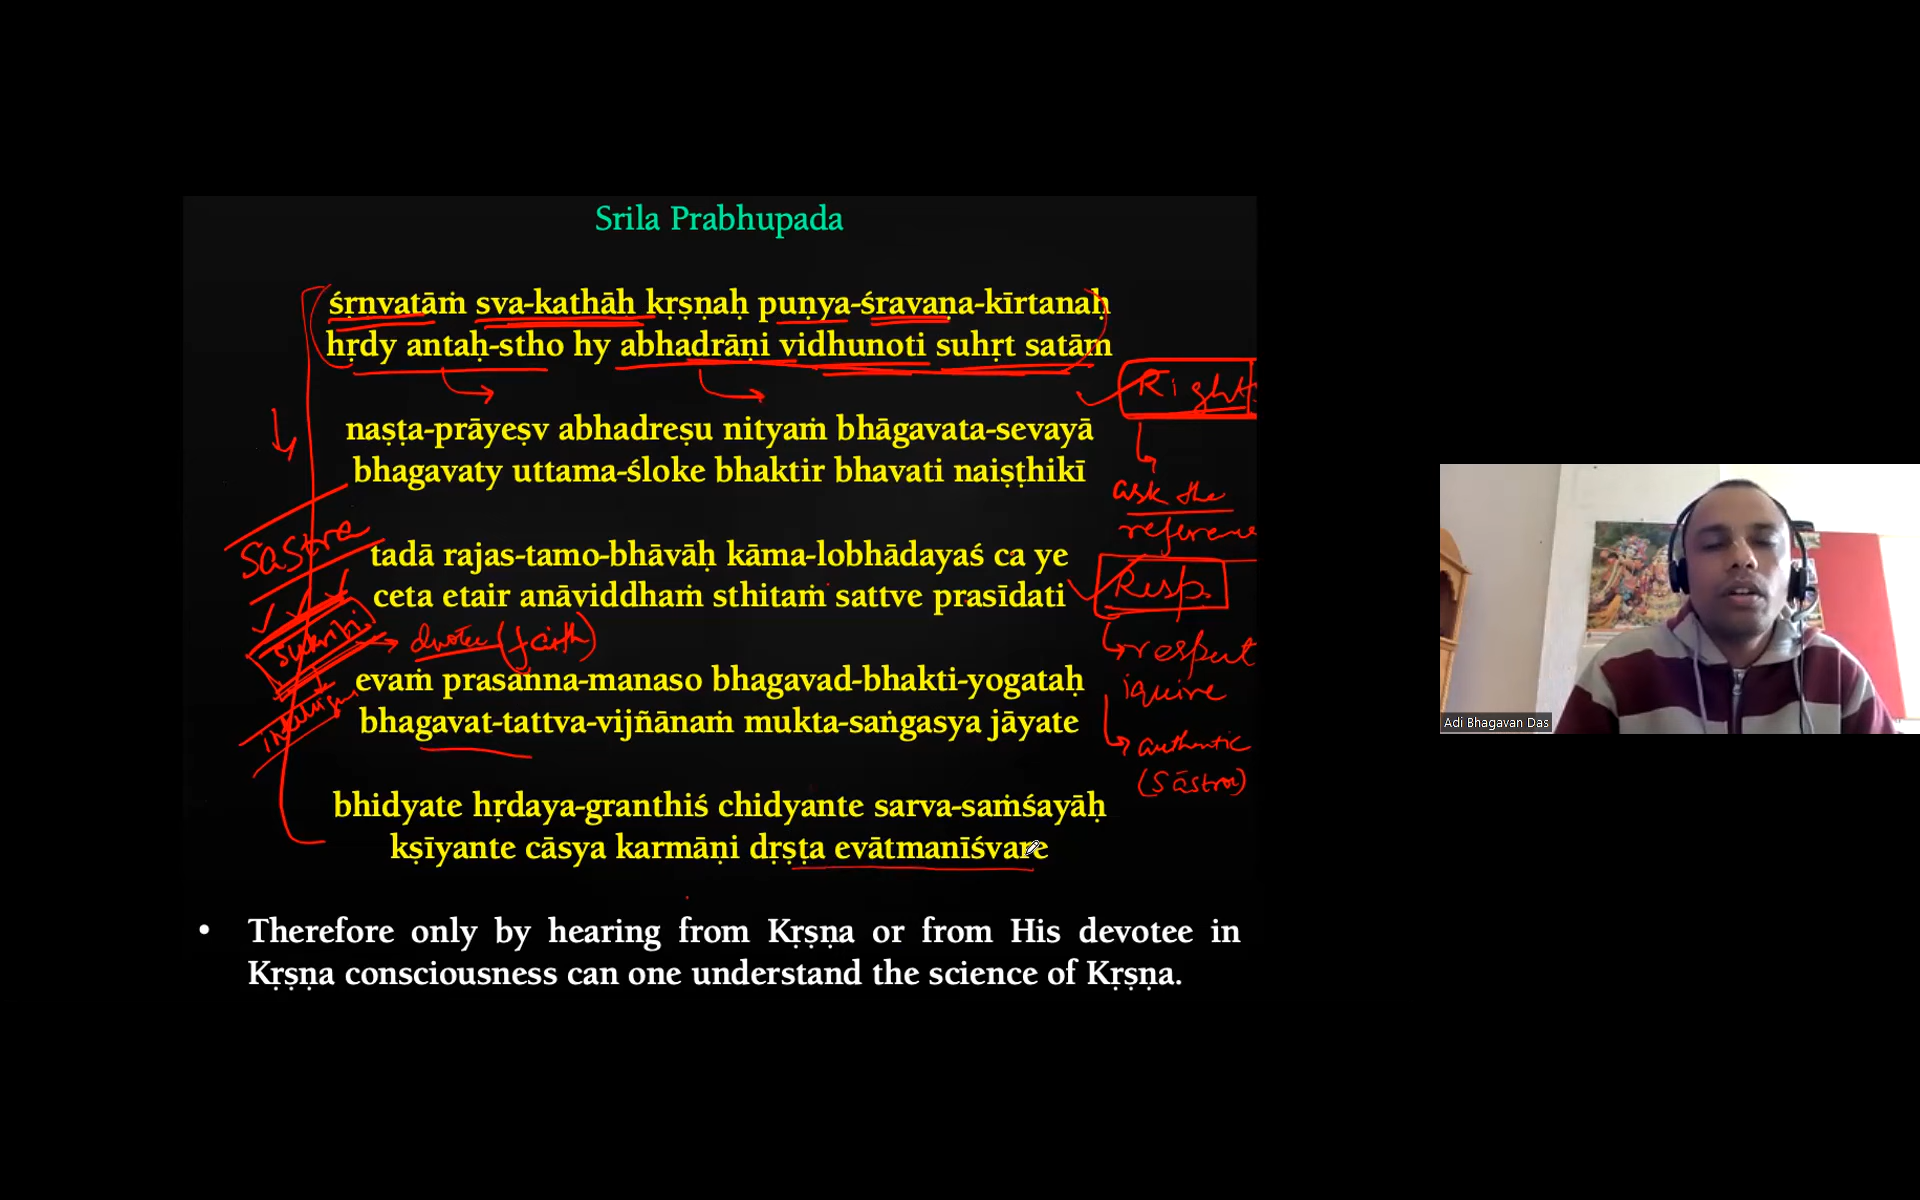 Srila Prabhupada
śrṇvatāṁ sva-kathāḥ kṛṣṇaḥ puṇya-śravaṇa-kīrtanaḥ
hṛdy antaḥ-stho hy abhadrāṇi vidhunoti suhṛt satām
Right
naṣṭa-prāyeṣv abhadreṣu nityaṁ bhāgavata-sevayā
bhagavaty uttama-śloke bhaktir bhavati naiṣṭhikī
ask the
reference
Sastra
tadā rajas-tamo-bhāvāḥ kāma-lobhādayaś ca ye
ceta etair anāviddhaṁ sthitaṁ sattve prasīdati
Resp.
Sukriti
devotee (faith)
respect
iquire
evaṁ prasanna-manaso bhagavad-bhakti-yogataḥ
bhagavat-tattva-vijñānaṁ mukta-saṅgasya jāyate
authentic
(Sāstra)
bhidyate hṛdaya-granthiś chidyante sarva-saṁśayāḥ
kṣīyante cāsya karmāṇi dṛṣṭa evātmanīśvare
• Therefore only by hearing from Kṛṣṇa or from His devotee in
Kṛṣṇa consciousness can one understand the science of Kṛṣṇa.
Adi Bhagavan Das